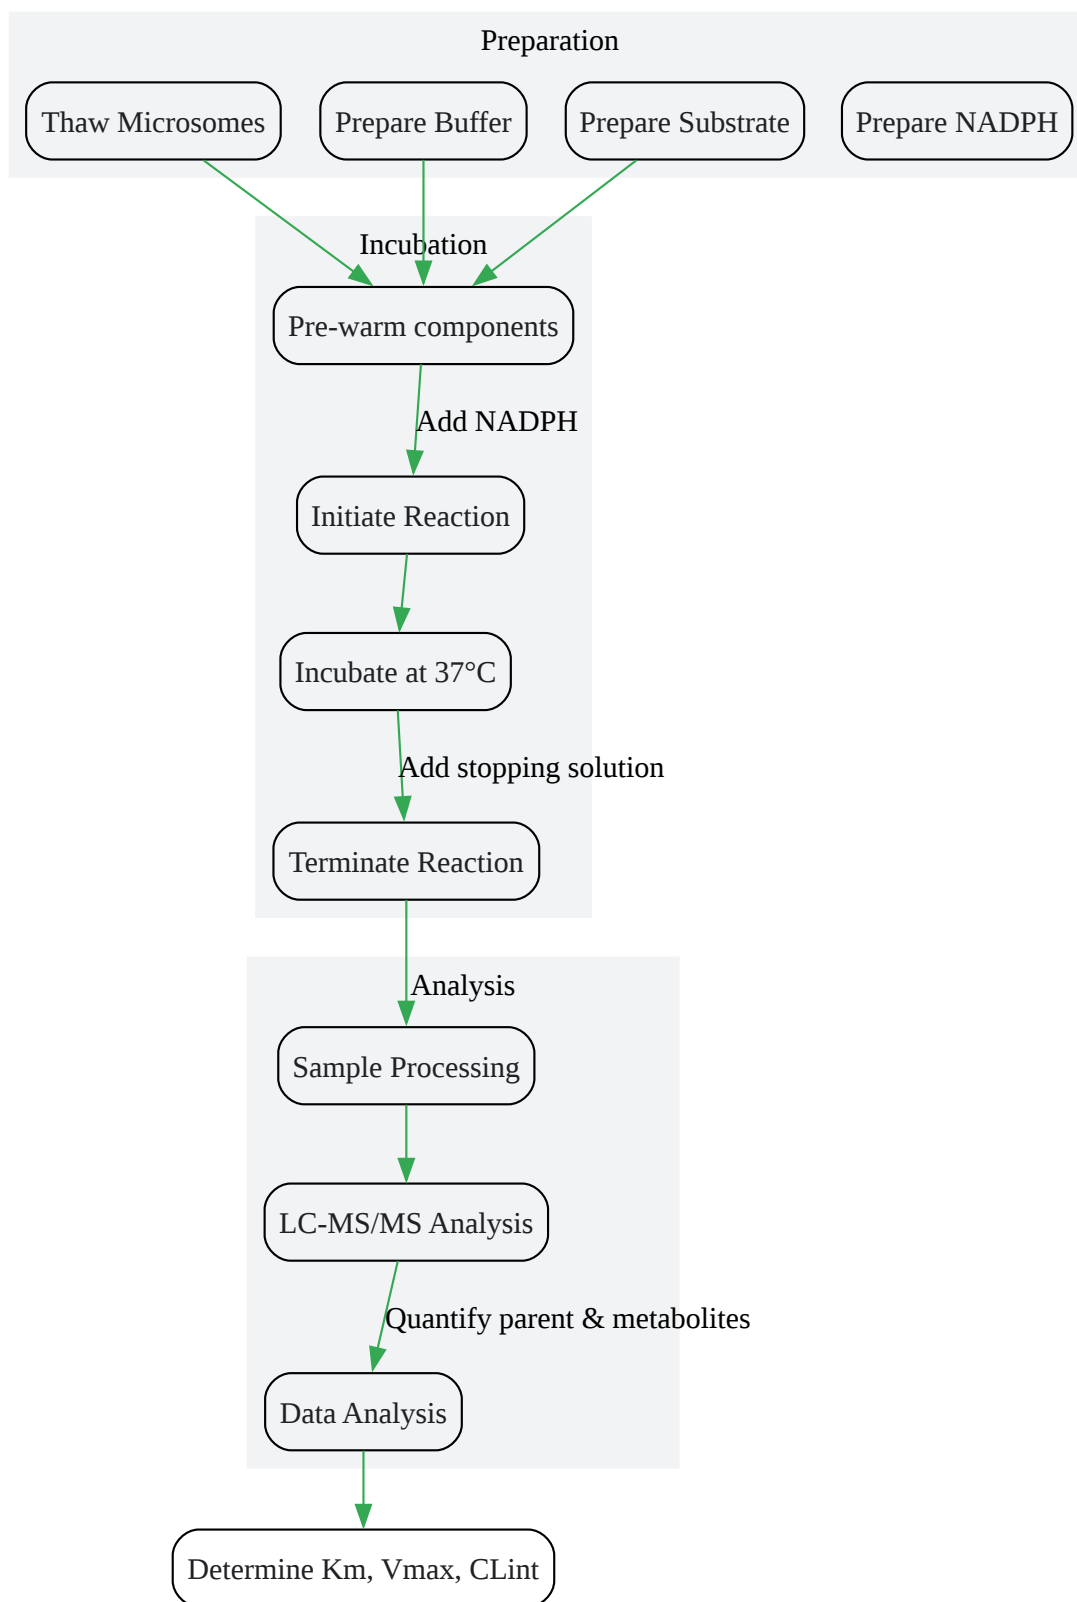 Preparation
Thaw Microsomes
Prepare Buffer
Prepare Substrate
Prepare NADPH
Incubation
Pre-warm components
Add NADPH
Initiate Reaction
Incubate at 37°C
Add stopping solution
Terminate Reaction
Analysis
Sample Processing
LC-MS/MS Analysis
Quantify parent & metabolites
Data Analysis
Determine Km, Vmax, CLint